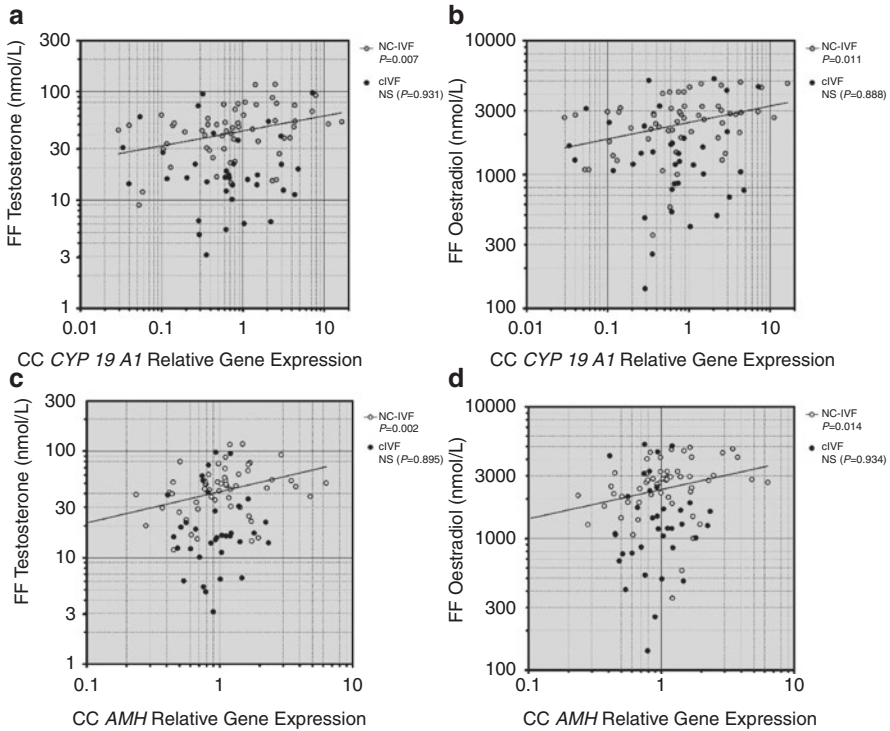 a
FF Testosterone (nmol/L)
300
100
30
10
3
1
0.01
0.1
1
10
CC CYP 19 A1 Relative Gene Expression
NC-IVF
P=0.007
cIVF
NS (P=0.931)
b
FF Oestradiol (nmol/L)
10000
3000
1000
300
100
0.01
0.1
1
10
CC CYP 19 A1 Relative Gene Expression
NC-IVF
P=0.011
cIVF
NS (P=0.888)
c
FF Testosterone (nmol/L)
300
100
30
10
3
1
0.1
1
10
CC AMH Relative Gene Expression
NC-IVF
P=0.002
cIVF
NS (P=0.895)
d
FF Oestradiol (nmol/L)
10000
3000
1000
300
100
0.1
1
10
CC AMH Relative Gene Expression
NC-IVF
P=0.014
cIVF
NS (P=0.934)